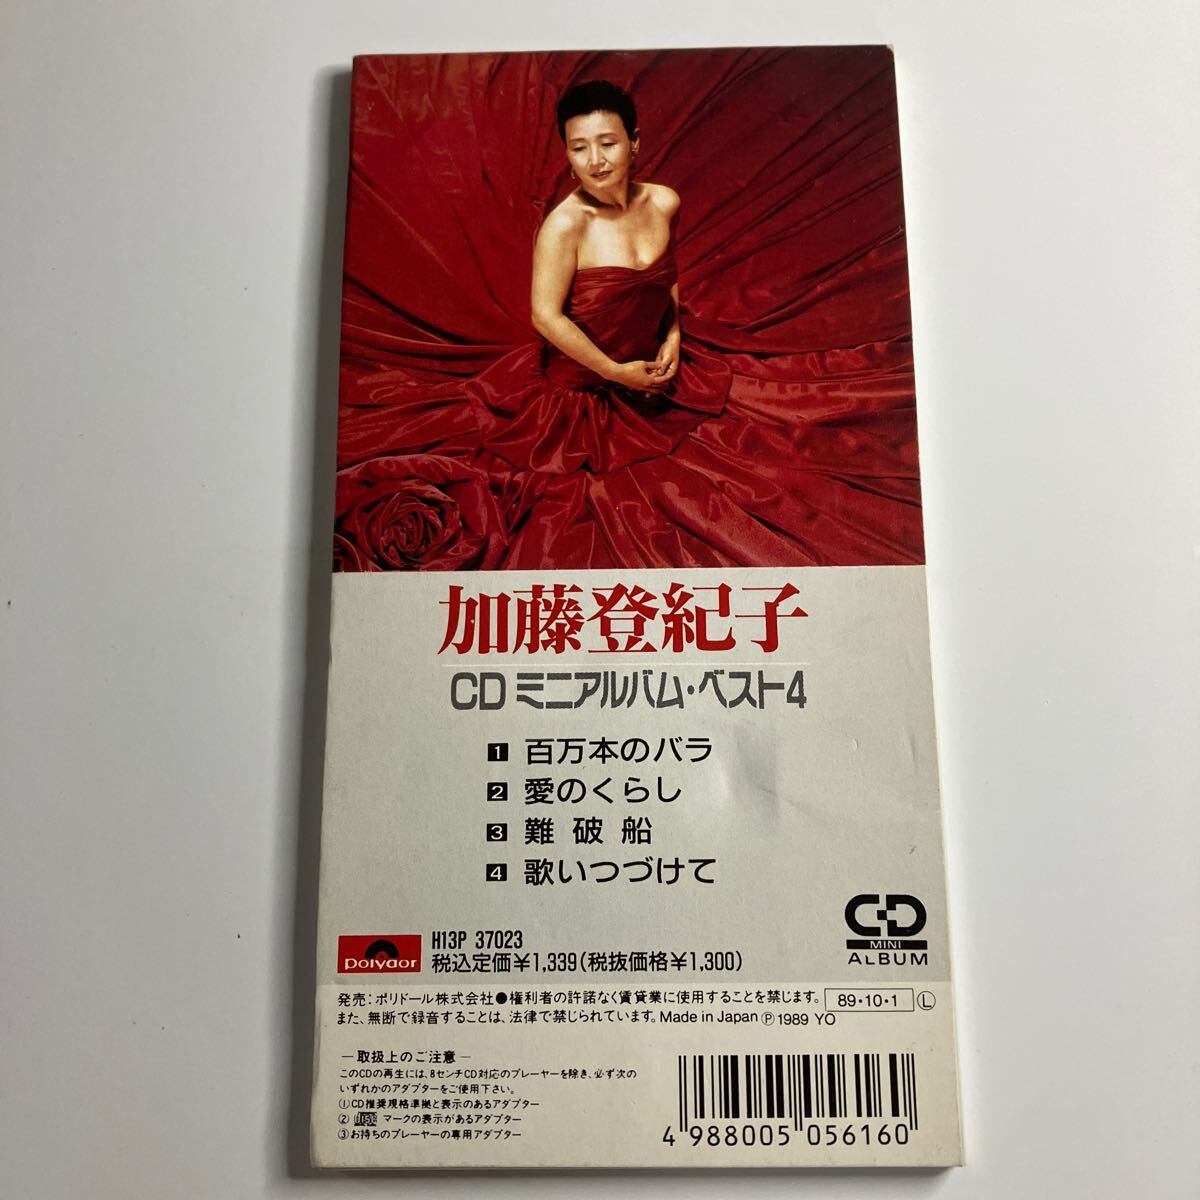 加藤登紀子
CD ミニアルバム・ベスト4
1 百万本のバラ
2 愛のくらし
3 難破船
4 歌いつづけて
CD
MINI
ALBUM
polydor
H13P 37023
税込定価¥1,339(税抜価格¥1,300)
発売:ポリドール株式会社●権利者の許諾なく賃貸業に使用することを禁じます。 89・10・1 Ⓛ
また、無断で録音することは、法律で禁じられています。Made in Japan Ⓟ 1989 YO
―取扱上のご注意―
このCDの再生には、8センチCD対応のプレーヤーを除き、必ず次の
いずれかのアダプターをご使用下さい。
①CD推奨規格準拠と表示のあるアダプター
② マークの表示があるアダプター
③お持ちのプレーヤーの専用アダプター
4 988005 056160